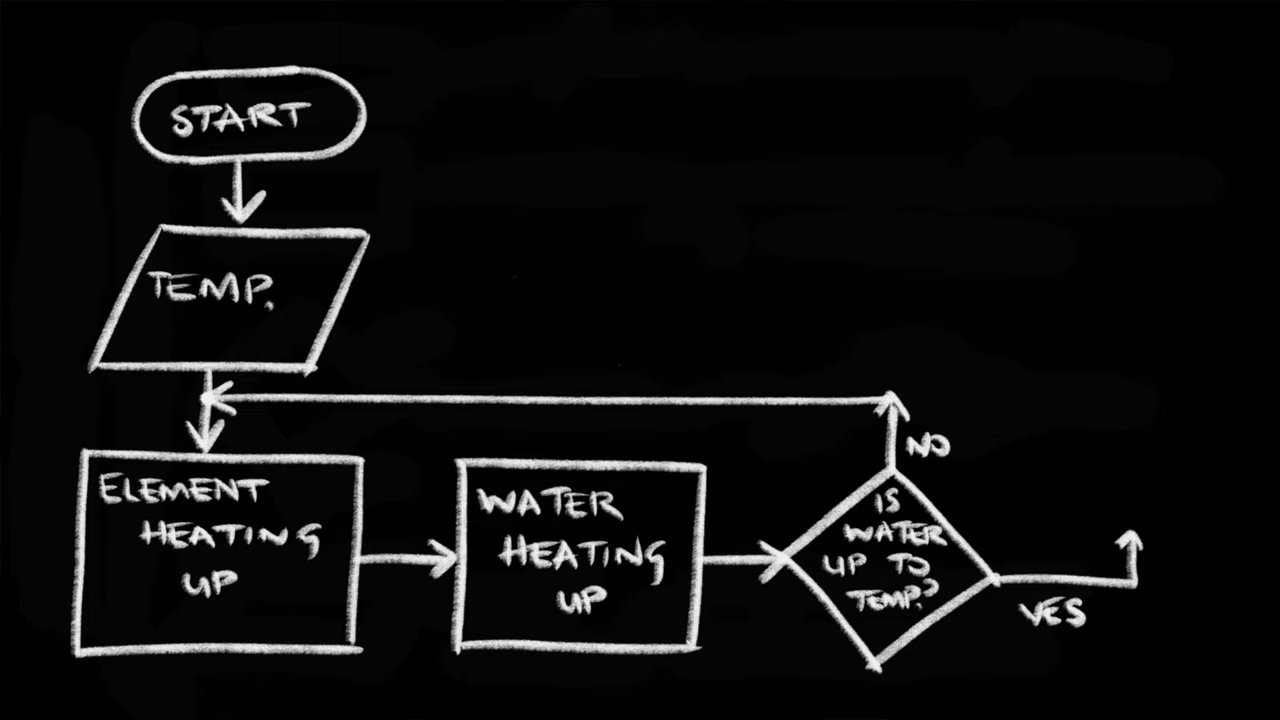 START
TEMP.
ELEMENT
HEATING
UP
WATER
HEATING
UP
IS
WATER
UP TO
TEMP?
NO
YES